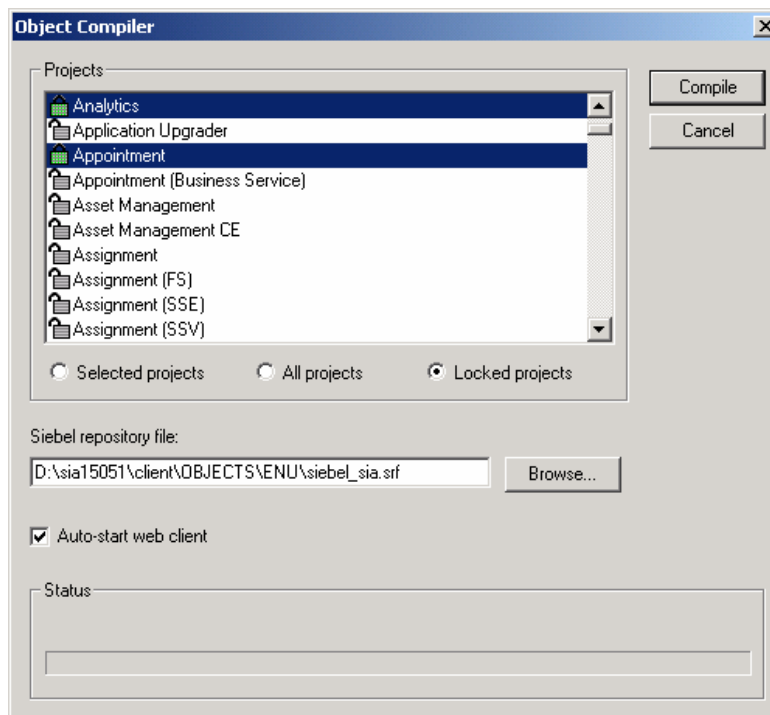 Object Compiler
Projects
Analytics
Application Upgrader
Appointment
Appointment (Business Service)
Asset Management
Asset Management CE
Assignment
Assignment (FS)
Assignment (SSE)
Assignment (SSV)
Selected projects All projects Locked projects
Compile
Cancel
Siebel repository file:
D:\sia15051\client\OBJECTS\ENU\siebel_sia.srf Browse...
Auto-start web client
Status